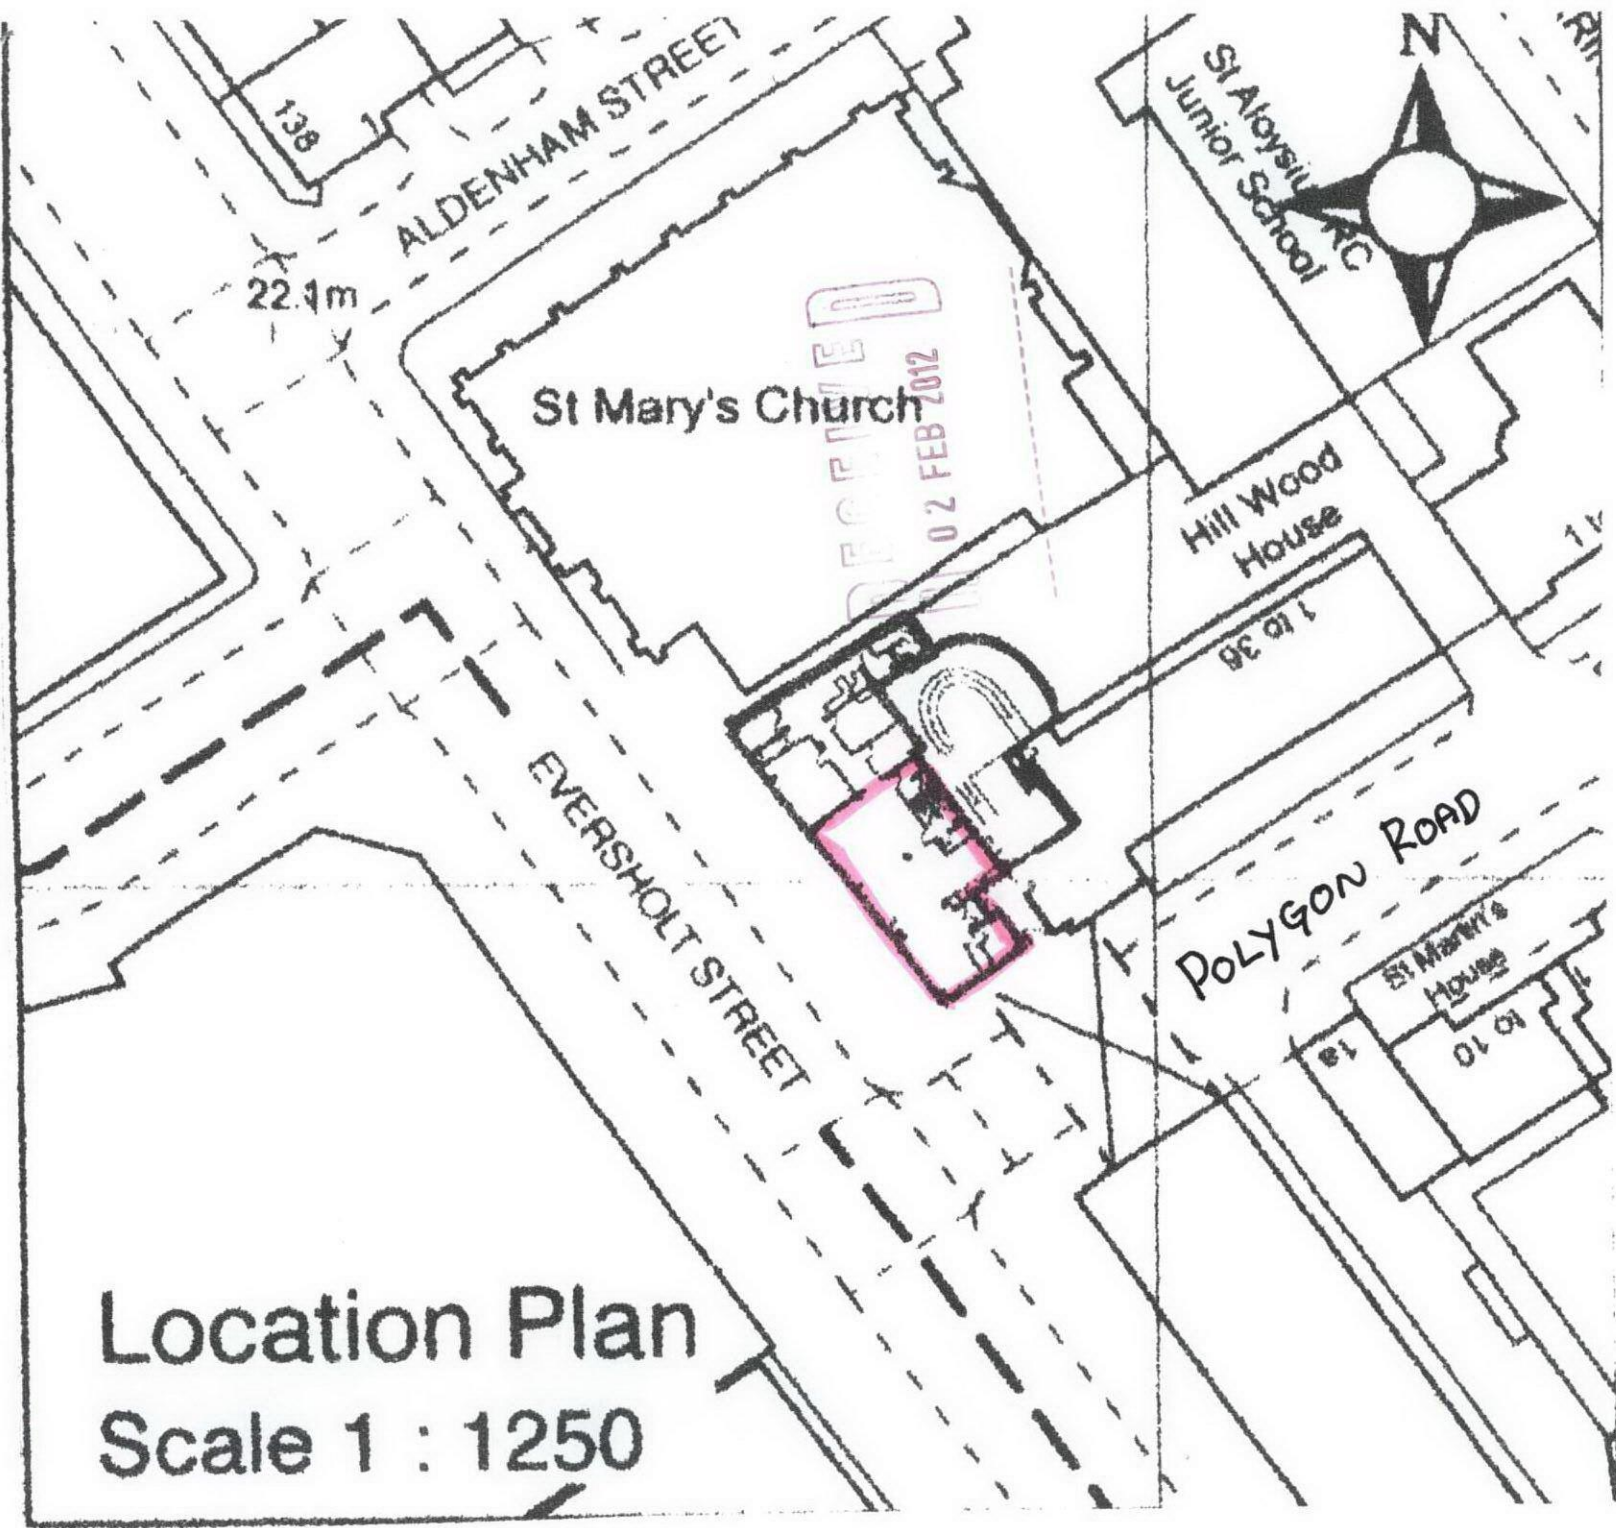 N
St Aloysius RC
Junior School
138
1
ALDENHAM STREET
22.1m
St Mary's Church
RECEIVED
02 FEB 2012
Hill Wood
House
1 to 36
EVERSHOLT STREET
POLYGON ROAD
St Martin's
House
1a
to 10
Location Plan
Scale 1 : 1250